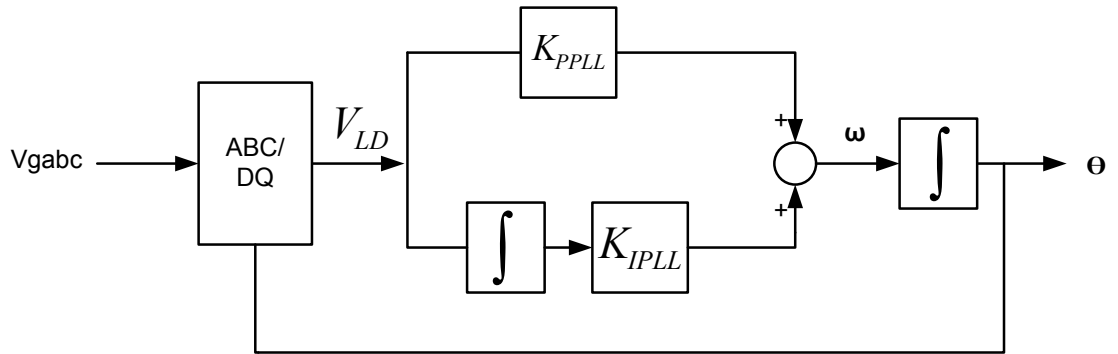 K_PPLL
Vgabc
ABC/
DQ
V_LD
+
ω
∫
Θ
+
∫
K_IPLL